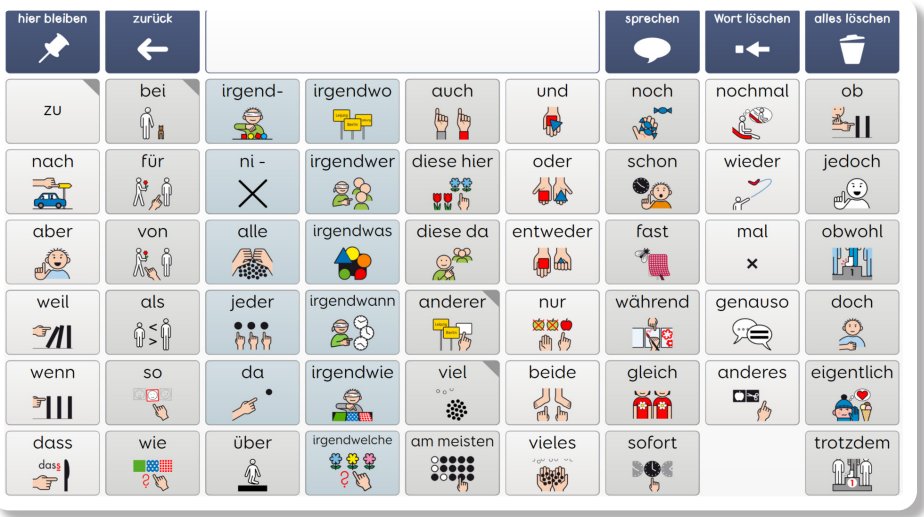 hier bleiben zurück sprechen Wort löschen alles löschen
zu bei irgend- irgendwo auch und noch nochmal ob
nach für ni - irgendwer diese hier oder schon wieder jedoch
aber von alle irgendwas diese da entweder fast mal obwohl
weil als jeder irgendwann anderer nur während genauso doch
wenn so da irgendwie viel beide gleich anderes eigentlich
dass wie über irgendwelche am meisten vieles sofort trotzdem
dass